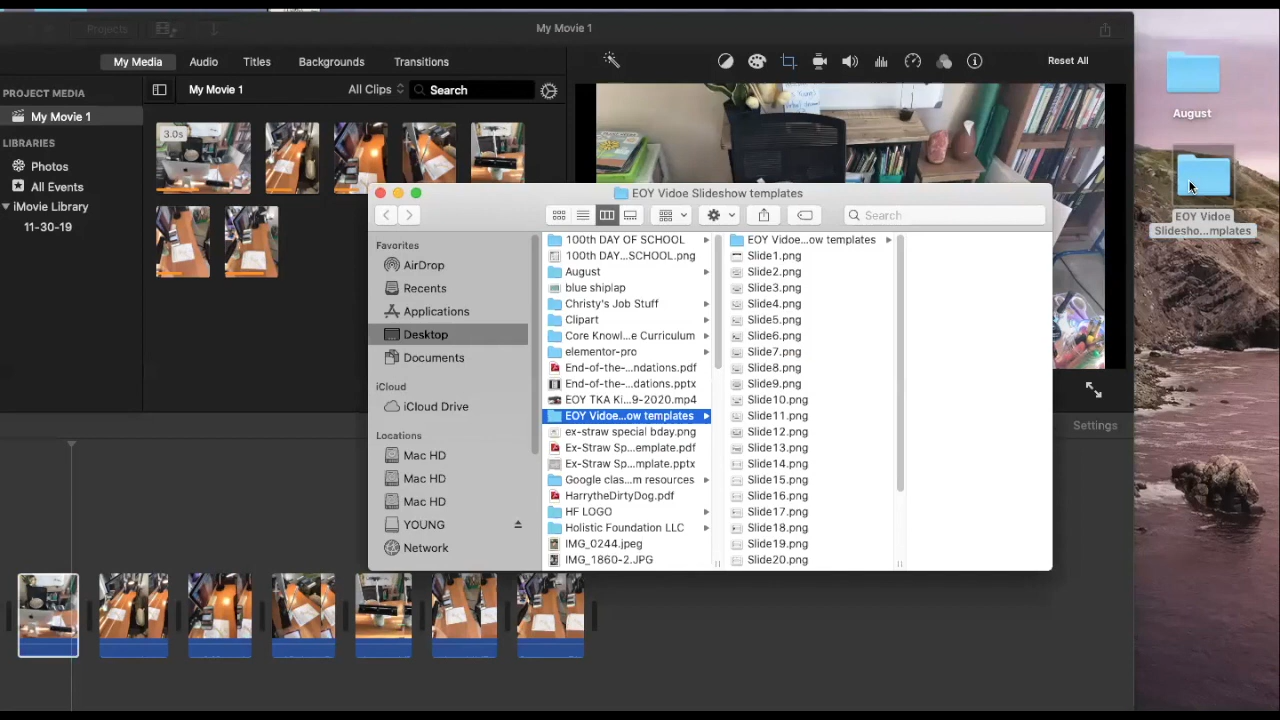 Projects
My Movie 1
My Media
Audio
Titles
Backgrounds
Transitions
Reset All
PROJECT MEDIA
My Movie 1
All Clips
Search
My Movie 1
LIBRARIES
Photos
All Events
iMovie Library
11-30-19
3.0s
August
EOY Vidoe
Slidesho...mplates
EOY Vidoe Slideshow templates
Search
Favorites
AirDrop
Recents
Applications
Desktop
Documents
iCloud
iCloud Drive
Locations
Mac HD
Mac HD
Mac HD
YOUNG
Network
100th DAY OF SCHOOL
100th DAY...SCHOOL.png
August
blue shiplap
Christy's Job Stuff
Clipart
Core Knowl...e Curriculum
elementor-pro
End-of-the-...ndations.pdf
End-of-the-...dations.pptx
EOY TKA Ki...9-2020.mp4
EOY Vidoe...ow templates
ex-straw special bday.png
Ex-Straw Sp...emplate.pdf
Ex-Straw Sp...mplate.pptx
Google clas...m resources
HarrytheDirtyDog.pdf
HF LOGO
Holistic Foundation LLC
IMG_0244.jpeg
IMG_1860-2.JPG
EOY Vidoe...ow templates
Slide1.png
Slide2.png
Slide3.png
Slide4.png
Slide5.png
Slide6.png
Slide7.png
Slide8.png
Slide9.png
Slide10.png
Slide11.png
Slide12.png
Slide13.png
Slide14.png
Slide15.png
Slide16.png
Slide17.png
Slide18.png
Slide19.png
Slide20.png
Settings